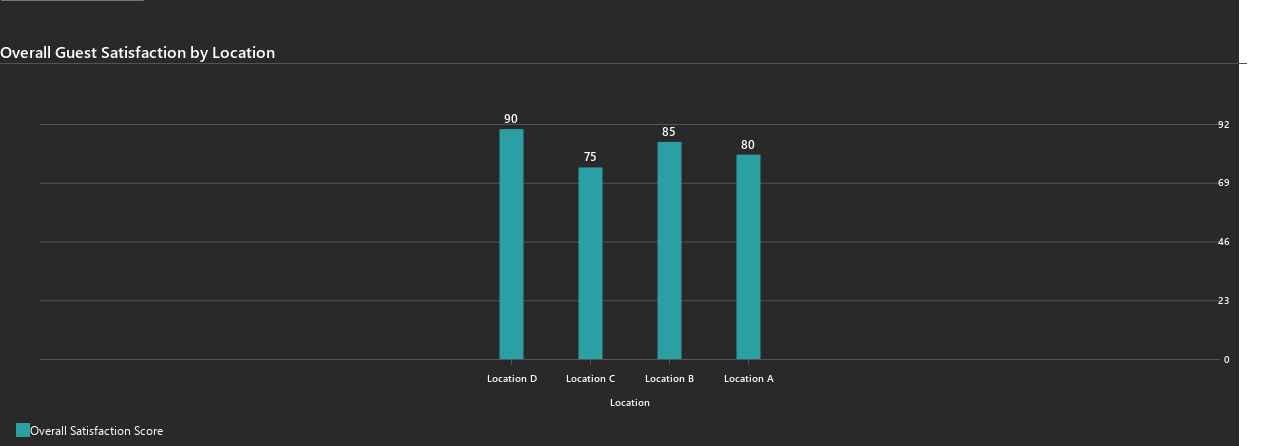 Overall Guest Satisfaction by Location
90
85
80
75
92
69
46
23
0
Location D Location C Location B Location A
Location
Overall Satisfaction Score